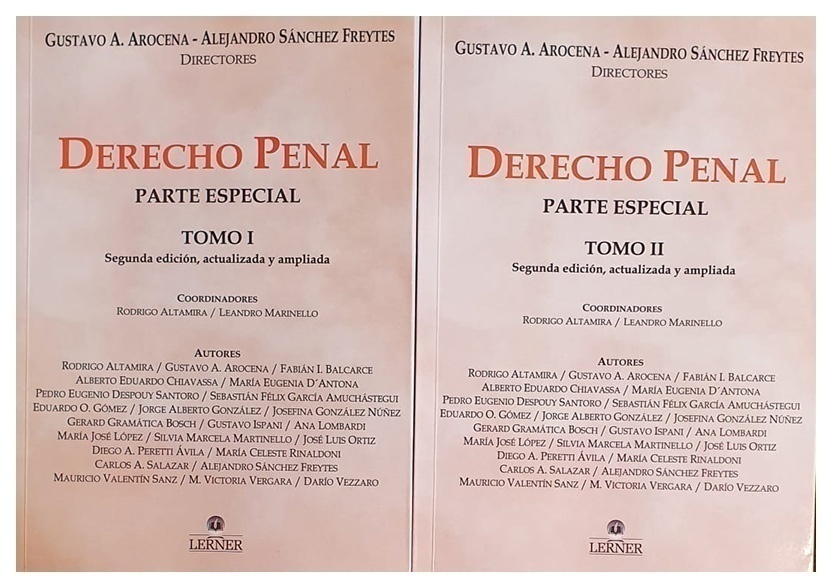 GUSTAVO A. AROCENA - ALEJANDRO SÁNCHEZ FREYTES
DIRECTORES
DERECHO PENAL
PARTE ESPECIAL
TOMO I
Segunda edición, actualizada y ampliada
COORDINADORES
RODRIGO ALTAMIRA / LEANDRO MARINELLO
AUTORES
RODRIGO ALTAMIRA / GUSTAVO A. AROCENA / FABIÁN I. BALCARCE
ALBERTO EDUARDO CHIAVASSA / MARÍA EUGENIA D´ANTONA
PEDRO EUGENIO DESPOUY SANTORO / SEBASTIÁN FÉLIX GARCÍA AMUCHÁSTEGUI
EDUARDO O. GÓMEZ / JORGE ALBERTO GONZÁLEZ / JOSEFINA GONZÁLEZ NÚÑEZ
GERARD GRAMÁTICA BOSCH / GUSTAVO ISPANI / ANA LOMBARDI
MARÍA JOSÉ LÓPEZ / SILVIA MARCELA MARTINELLO / JOSÉ LUIS ORTIZ
DIEGO A. PERETTI ÁVILA / MARÍA CELESTE RINALDONI
CARLOS A. SALAZAR / ALEJANDRO SÁNCHEZ FREYTES
MAURICIO VALENTÍN SANZ / M. VICTORIA VERGARA / DARÍO VEZZARO
LERNER
GUSTAVO A. AROCENA - ALEJANDRO SÁNCHEZ FREYTES
DIRECTORES
DERECHO PENAL
PARTE ESPECIAL
TOMO II
Segunda edición, actualizada y ampliada
COORDINADORES
RODRIGO ALTAMIRA / LEANDRO MARINELLO
AUTORES
RODRIGO ALTAMIRA / GUSTAVO A. AROCENA / FABIÁN I. BALCARCE
ALBERTO EDUARDO CHIAVASSA / MARÍA EUGENIA D´ANTONA
PEDRO EUGENIO DESPOUY SANTORO / SEBASTIÁN FÉLIX GARCÍA AMUCHÁSTEGUI
EDUARDO O. GÓMEZ / JORGE ALBERTO GONZÁLEZ / JOSEFINA GONZÁLEZ NÚÑEZ
GERARD GRAMÁTICA BOSCH / GUSTAVO ISPANI / ANA LOMBARDI
MARÍA JOSÉ LÓPEZ / SILVIA MARCELA MARTINELLO / JOSÉ LUIS ORTIZ
DIEGO A. PERETTI ÁVILA / MARÍA CELESTE RINALDONI
CARLOS A. SALAZAR / ALEJANDRO SÁNCHEZ FREYTES
MAURICIO VALENTÍN SANZ / M. VICTORIA VERGARA / DARÍO VEZZARO
LERNER